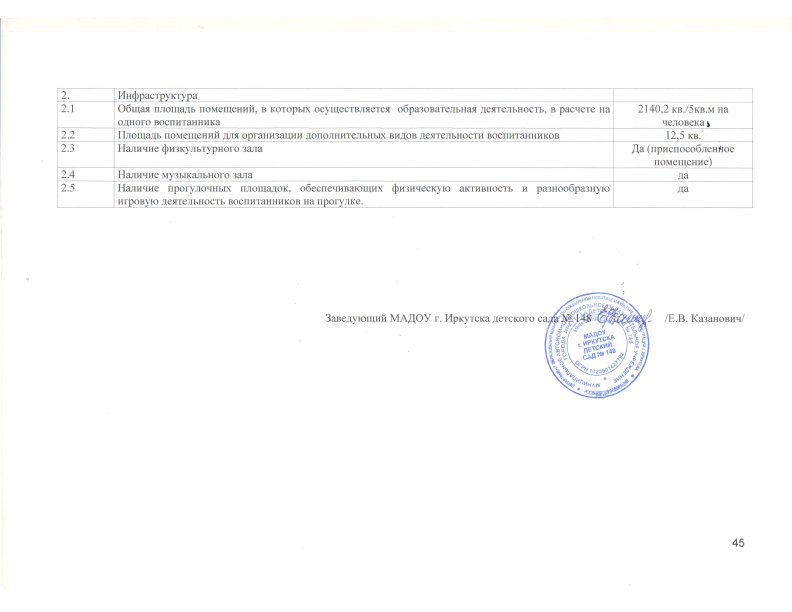 2. Инфраструктура
2.1 Общая площадь помещений, в которых осуществляется образовательная деятельность, в расчете на 2140,2 кв./5кв.м на
одного воспитанника человека
2.2 Площадь помещений для организации дополнительных видов деятельности воспитанников 12,5 кв.
2.3 Наличие физкультурного зала Да (приспособленное
помещение)
2.4 Наличие музыкального зала да
2.5 Наличие прогулочных площадок, обеспечивающих физическую активность и разнообразную да
игровую деятельность воспитанников на прогулке.
Заведующий МАДОУ г. Иркутска детского сада № 148 /Е.В. Казанович/
МАДОУ
г. ИРКУТСКА
ДЕТСКИЙ
САД № 148
45